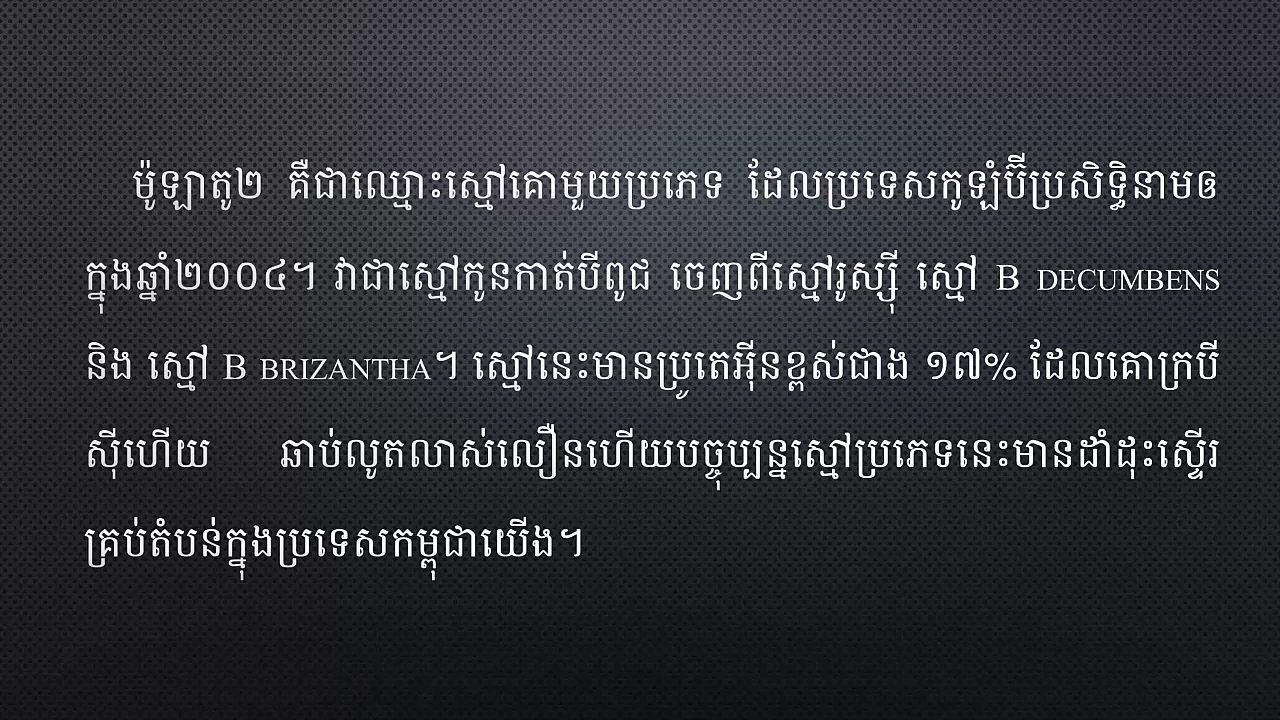 ម៉ូឡាតូ២ គឺជាឈ្មោះស្មៅគោមួយប្រភេទ ដែលប្រទេសកូឡំប៊ីប្រសិទ្ធិនាមឲ
ក្នុងឆ្នាំ២០០៤។ វាជាស្មៅកូនកាត់បីពូជ ចេញពីស្មៅរូស្ស៊ី ស្មៅ B DECUMBENS
និង ស្មៅ B BRIZANTHA។ ស្មៅនេះមានប្រូតេអ៊ីនខ្ពស់ជាង ១៧% ដែលគោក្របី
ស៊ីហើយ ឆាប់លូតលាស់លឿនហើយបច្ចុប្បន្នស្មៅប្រភេទនេះមានដាំដុះស្ទើរ
គ្រប់តំបន់ក្នុងប្រទេសកម្ពុជាយើង។